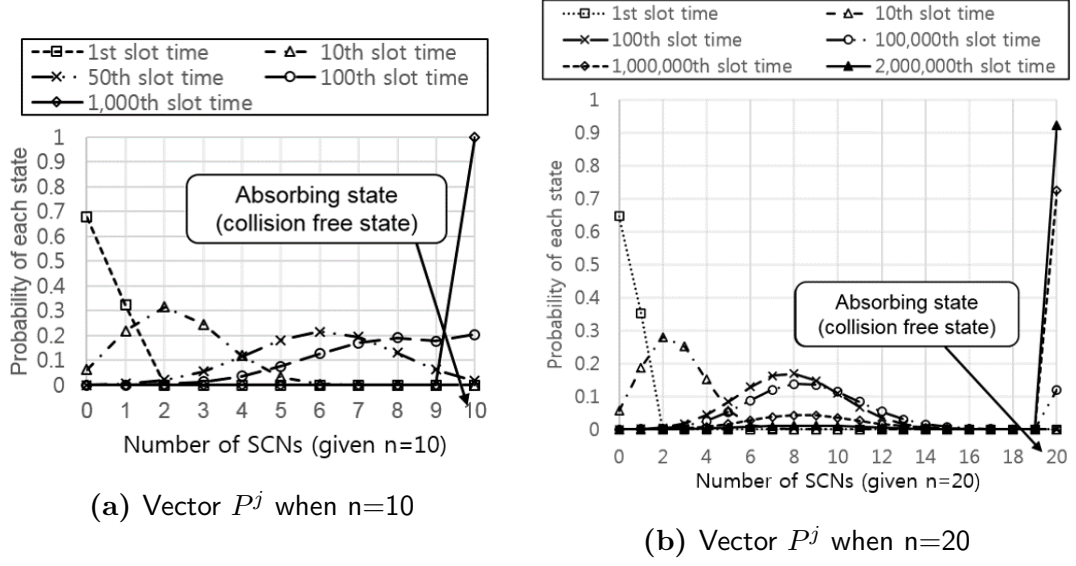 1st slot time
10th slot time
50th slot time
100th slot time
1,000th slot time
Probability of each state
1
0.9
0.8
0.7
0.6
0.5
0.4
0.3
0.2
0.1
0
Absorbing state
(collision free state)
0 1 2 3 4 5 6 7 8 9 10
Number of SCNs (given n=10)
(a) Vector P^j when n=10
1st slot time
10th slot time
100th slot time
100,000th slot time
1,000,000th slot time
2,000,000th slot time
Probability of each state
1
0.9
0.8
0.7
0.6
0.5
0.4
0.3
0.2
0.1
0
Absorbing state
(collision free state)
0 2 4 6 8 10 12 14 16 18 20
Number of SCNs (given n=20)
(b) Vector P^j when n=20